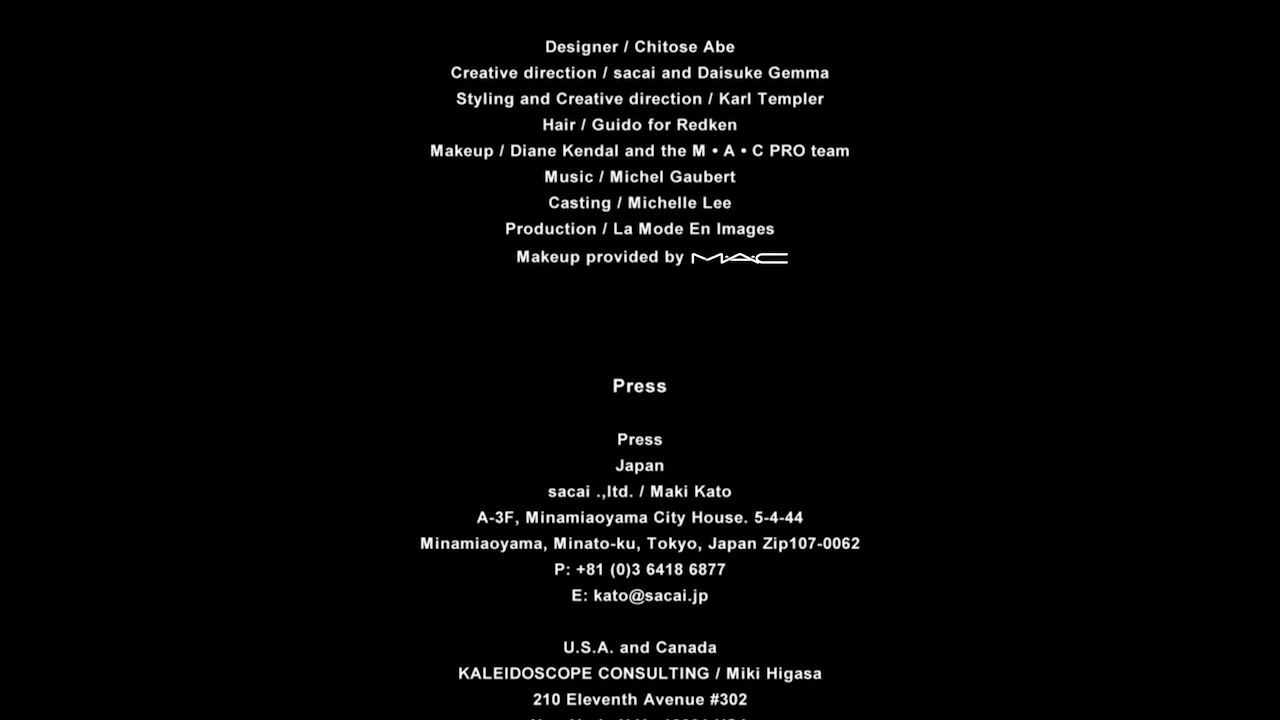 Designer / Chitose Abe
Creative direction / sacai and Daisuke Gemma
Styling and Creative direction / Karl Templer
Hair / Guido for Redken
Makeup / Diane Kendal and the M • A • C PRO team
Music / Michel Gaubert
Casting / Michelle Lee
Production / La Mode En Images
Makeup provided by M·A·C
Press
Press
Japan
sacai .,ltd. / Maki Kato
A-3F, Minamiaoyama City House. 5-4-44
Minamiaoyama, Minato-ku, Tokyo, Japan Zip107-0062
P: +81 (0)3 6418 6877
E: kato@sacai.jp
U.S.A. and Canada
KALEIDOSCOPE CONSULTING / Miki Higasa
210 Eleventh Avenue #302